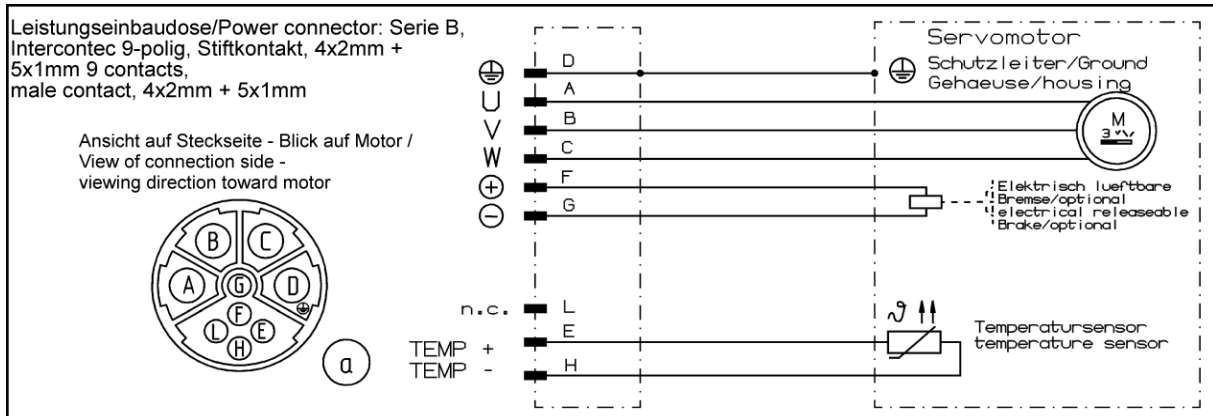 Leistungseinbaudose/Power connector: Serie B,
Intercontec 9-polig, Stiftkontakt, 4x2mm +
5x1mm 9 contacts,
male contact, 4x2mm + 5x1mm
Ansicht auf Steckseite - Blick auf Motor /
View of connection side -
viewing direction toward motor
B C
A G D
F
L E
H
a
D
U A
V B
W C
+ F
- G
n.c. L
TEMP + E
TEMP - H
Servomotor
Schutzleiter/Ground
Gehaeuse/housing
M
3
Elektrisch lueftbare
Bremse/optional
electrical releaseable
Brake/optional
ϑ
Temperatursensor
temperature sensor